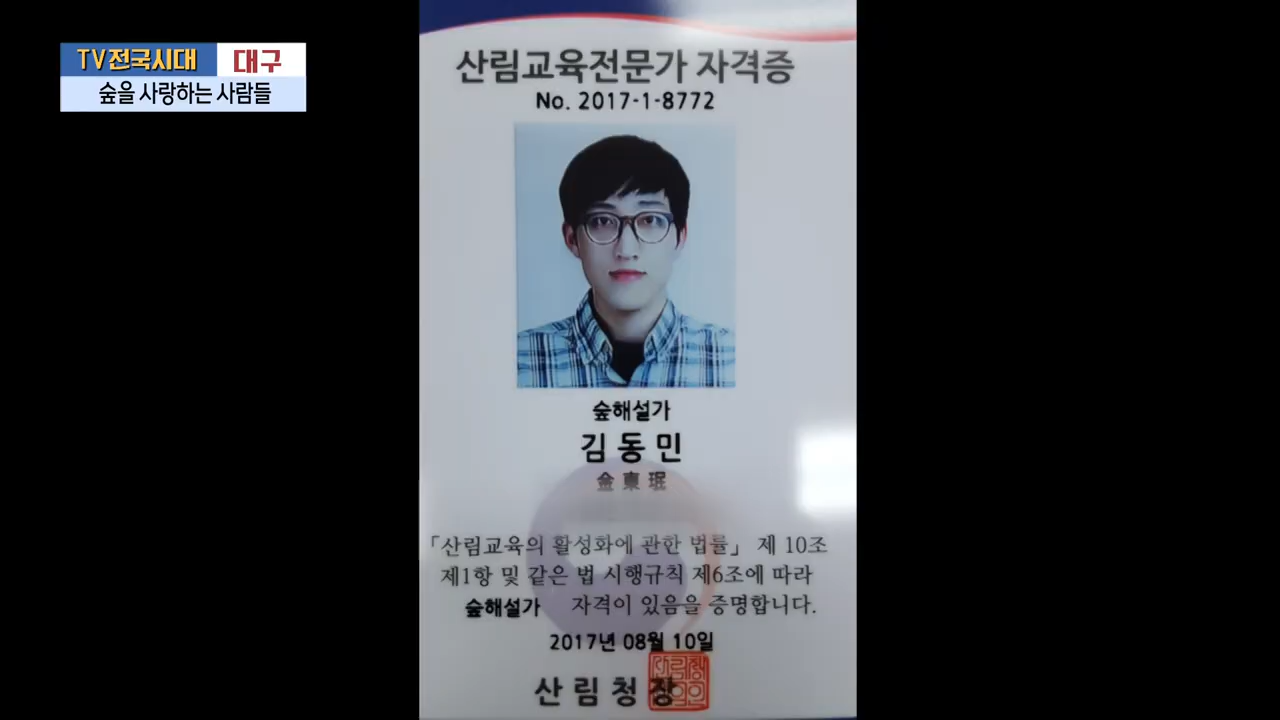 TV전국시대 대구
숲을 사랑하는 사람들
산림교육전문가 자격증
No. 2017-1-8772
숲해설가
김동민
金東珉
「산림교육의 활성화에 관한 법률」 제 10조
제1항 및 같은 법 시행규칙 제6조에 따라
숲해설가 자격이 있음을 증명합니다.
2017년 08월 10일
산림청장